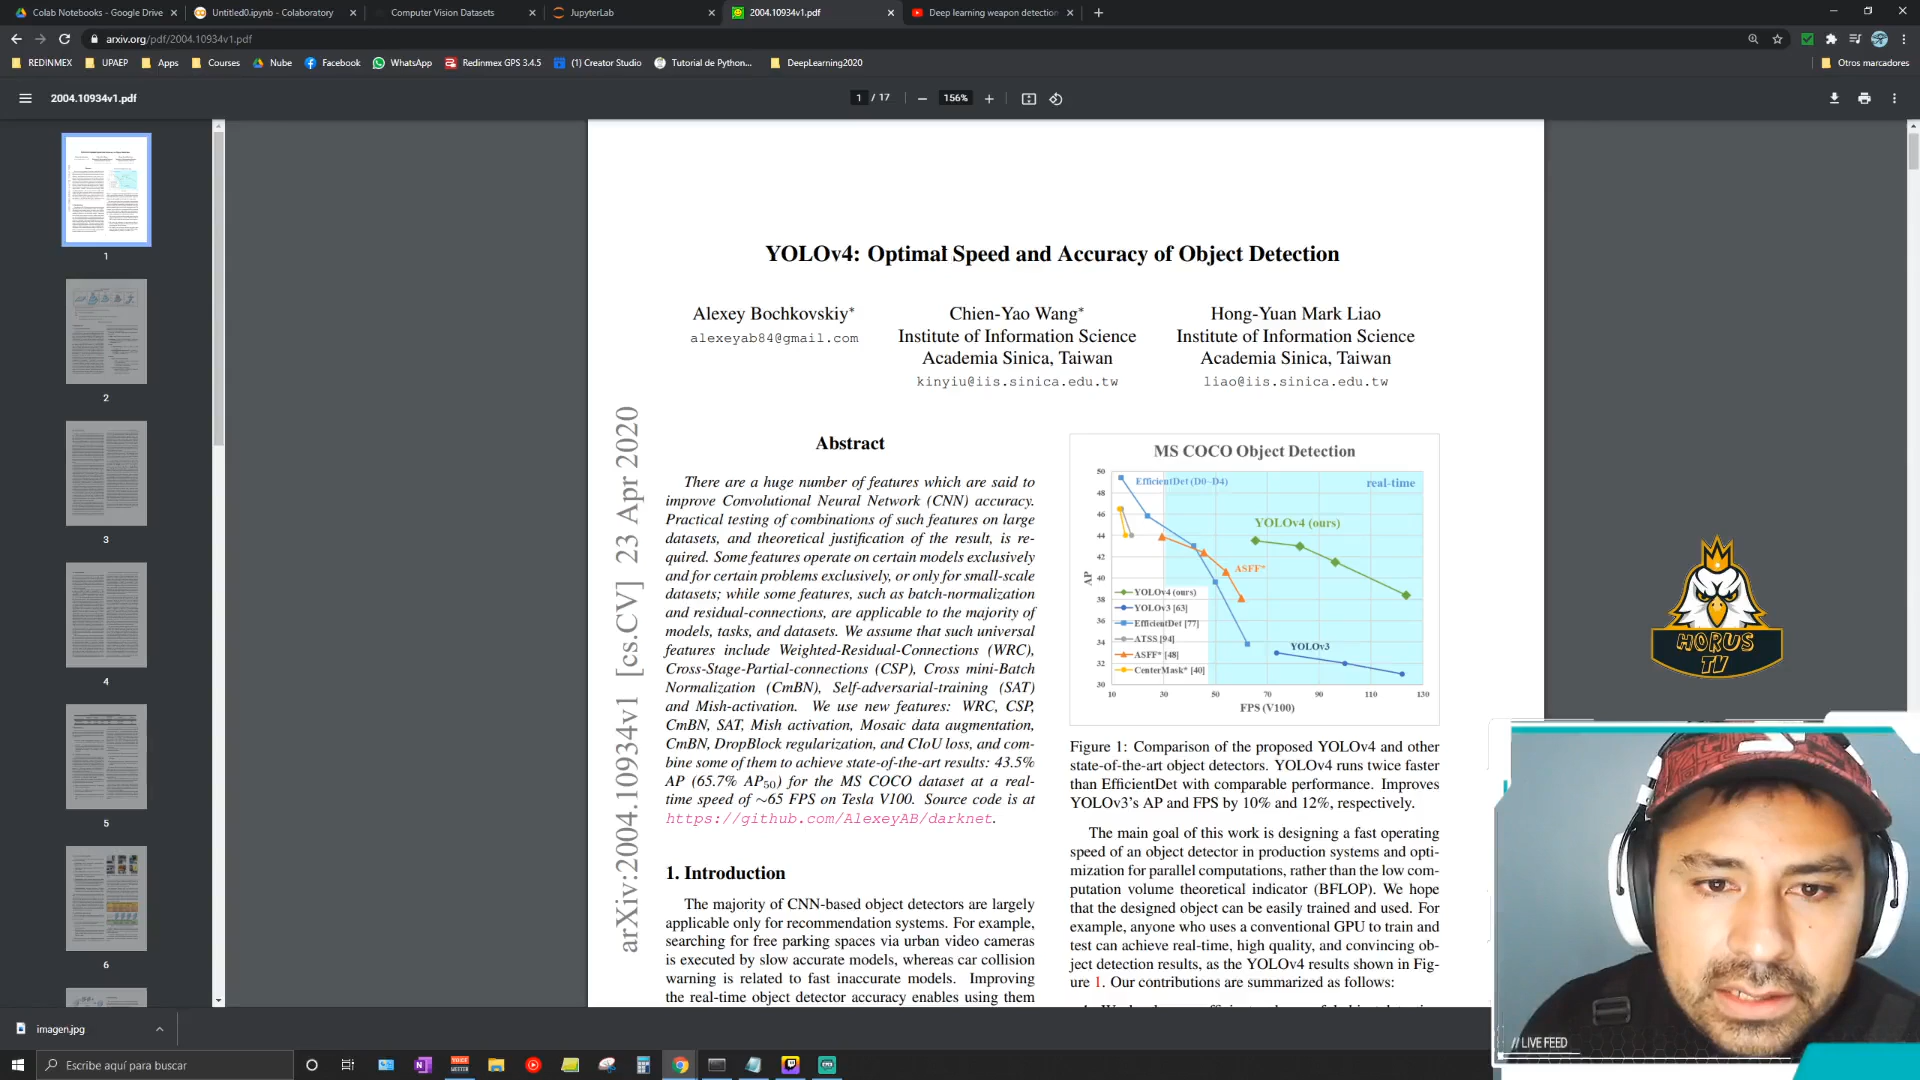 Colab Notebooks - Google Drive
Untitled0.ipynb - Colaboratory
Computer Vision Datasets
JupyterLab
2004.10934v1.pdf
Deep learning weapon detection
arxiv.org/pdf/2004.10934v1.pdf
REDINMEX
UPAEP
Apps
Courses
Nube
Facebook
WhatsApp
Redinmex GPS 3.4.5
(1) Creator Studio
Tutorial de Python...
DeepLearning2020
Otros marcadores
2004.10934v1.pdf
1 / 17
156%
1
2
3
4
5
6
YOLOv4: Optimal Speed and Accuracy of Object Detection
Alexey Bochkovskiy*
alexeyab84@gmail.com
Chien-Yao Wang*
Institute of Information Science
Academia Sinica, Taiwan
kinyiu@iis.sinica.edu.tw
Hong-Yuan Mark Liao
Institute of Information Science
Academia Sinica, Taiwan
liao@iis.sinica.edu.tw
arXiv:2004.10934v1 [cs.CV] 23 Apr 2020
Abstract
There are a huge number of features which are said to
improve Convolutional Neural Network (CNN) accuracy.
Practical testing of combinations of such features on large
datasets, and theoretical justification of the result, is re-
quired. Some features operate on certain models exclusively
and for certain problems exclusively, or only for small-scale
datasets; while some features, such as batch-normalization
and residual-connections, are applicable to the majority of
models, tasks, and datasets. We assume that such universal
features include Weighted-Residual-Connections (WRC),
Cross-Stage-Partial-connections (CSP), Cross mini-Batch
Normalization (CmBN), Self-adversarial-training (SAT)
and Mish-activation. We use new features: WRC, CSP,
CmBN, SAT, Mish activation, Mosaic data augmentation,
CmBN, DropBlock regularization, and CIoU loss, and com-
bine some of them to achieve state-of-the-art results: 43.5%
AP (65.7% AP50) for the MS COCO dataset at a real-
time speed of ~65 FPS on Tesla V100. Source code is at
https://github.com/AlexeyAB/darknet.
1. Introduction
The majority of CNN-based object detectors are largely
applicable only for recommendation systems. For example,
searching for free parking spaces via urban video cameras
is executed by slow accurate models, whereas car collision
warning is related to fast inaccurate models. Improving
the real-time object detector accuracy enables using them
MS COCO Object Detection
50
48
46
44
42
40
38
36
34
32
30
AP
EfficientDet (D0~D4)
real-time
YOLOv4 (ours)
ASFF*
YOLOv4 (ours)
YOLOv3 [63]
EfficientDet [77]
ATSS [94]
ASFF* [48]
CenterMask* [40]
YOLOv3
10
30
50
70
90
110
130
FPS (V100)
Figure 1: Comparison of the proposed YOLOv4 and other
state-of-the-art object detectors. YOLOv4 runs twice faster
than EfficientDet with comparable performance. Improves
YOLOv3's AP and FPS by 10% and 12%, respectively.
The main goal of this work is designing a fast operating
speed of an object detector in production systems and opti-
mization for parallel computations, rather than the low com-
putation volume theoretical indicator (BFLOP). We hope
that the designed object can be easily trained and used. For
example, anyone who uses a conventional GPU to train and
test can achieve real-time, high quality, and convincing ob-
ject detection results, as the YOLOv4 results shown in Fig-
ure 1. Our contributions are summarized as follows:
HORUS
TV
// LIVE FEED
imagen.jpg
Escribe aquí para buscar